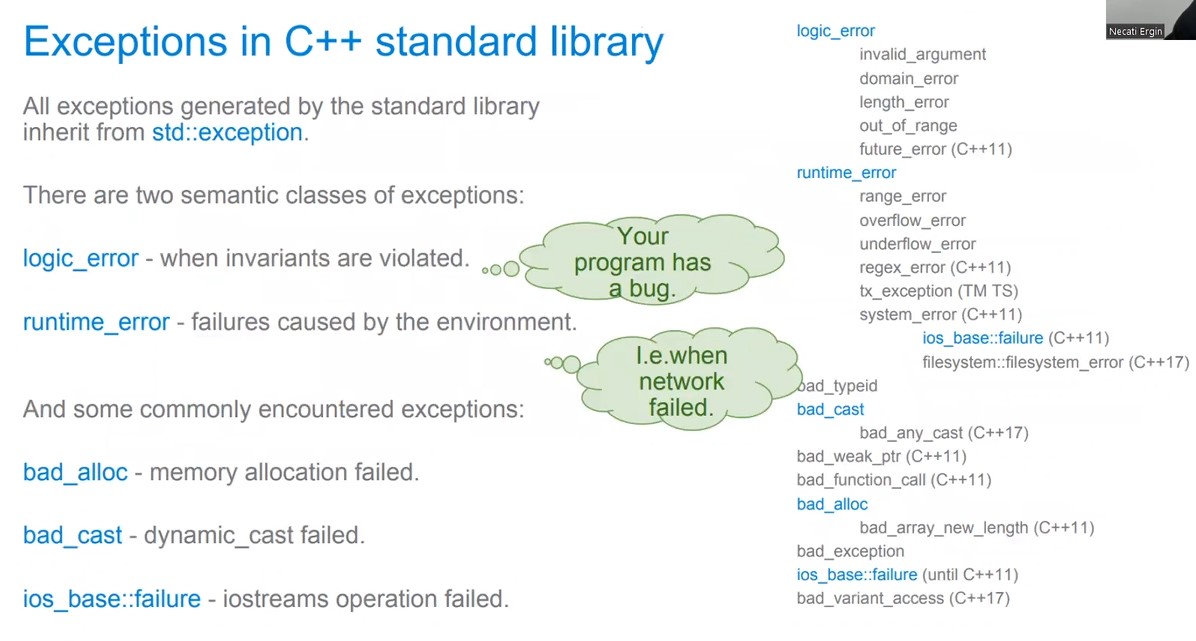 Exceptions in C++ standard library
All exceptions generated by the standard library
inherit from std::exception.
There are two semantic classes of exceptions:
logic_error - when invariants are violated.
Your
program has
a bug.
runtime_error - failures caused by the environment.
I.e.when
network
failed.
And some commonly encountered exceptions:
bad_alloc - memory allocation failed.
bad_cast - dynamic_cast failed.
ios_base::failure - iostreams operation failed.
logic_error
invalid_argument
domain_error
length_error
out_of_range
future_error (C++11)
runtime_error
range_error
overflow_error
underflow_error
regex_error (C++11)
tx_exception (TM TS)
system_error (C++11)
ios_base::failure (C++11)
filesystem::filesystem_error (C++17)
bad_typeid
bad_cast
bad_any_cast (C++17)
bad_weak_ptr (C++11)
bad_function_call (C++11)
bad_alloc
bad_array_new_length (C++11)
bad_exception
ios_base::failure (until C++11)
bad_variant_access (C++17)
Necati Ergin